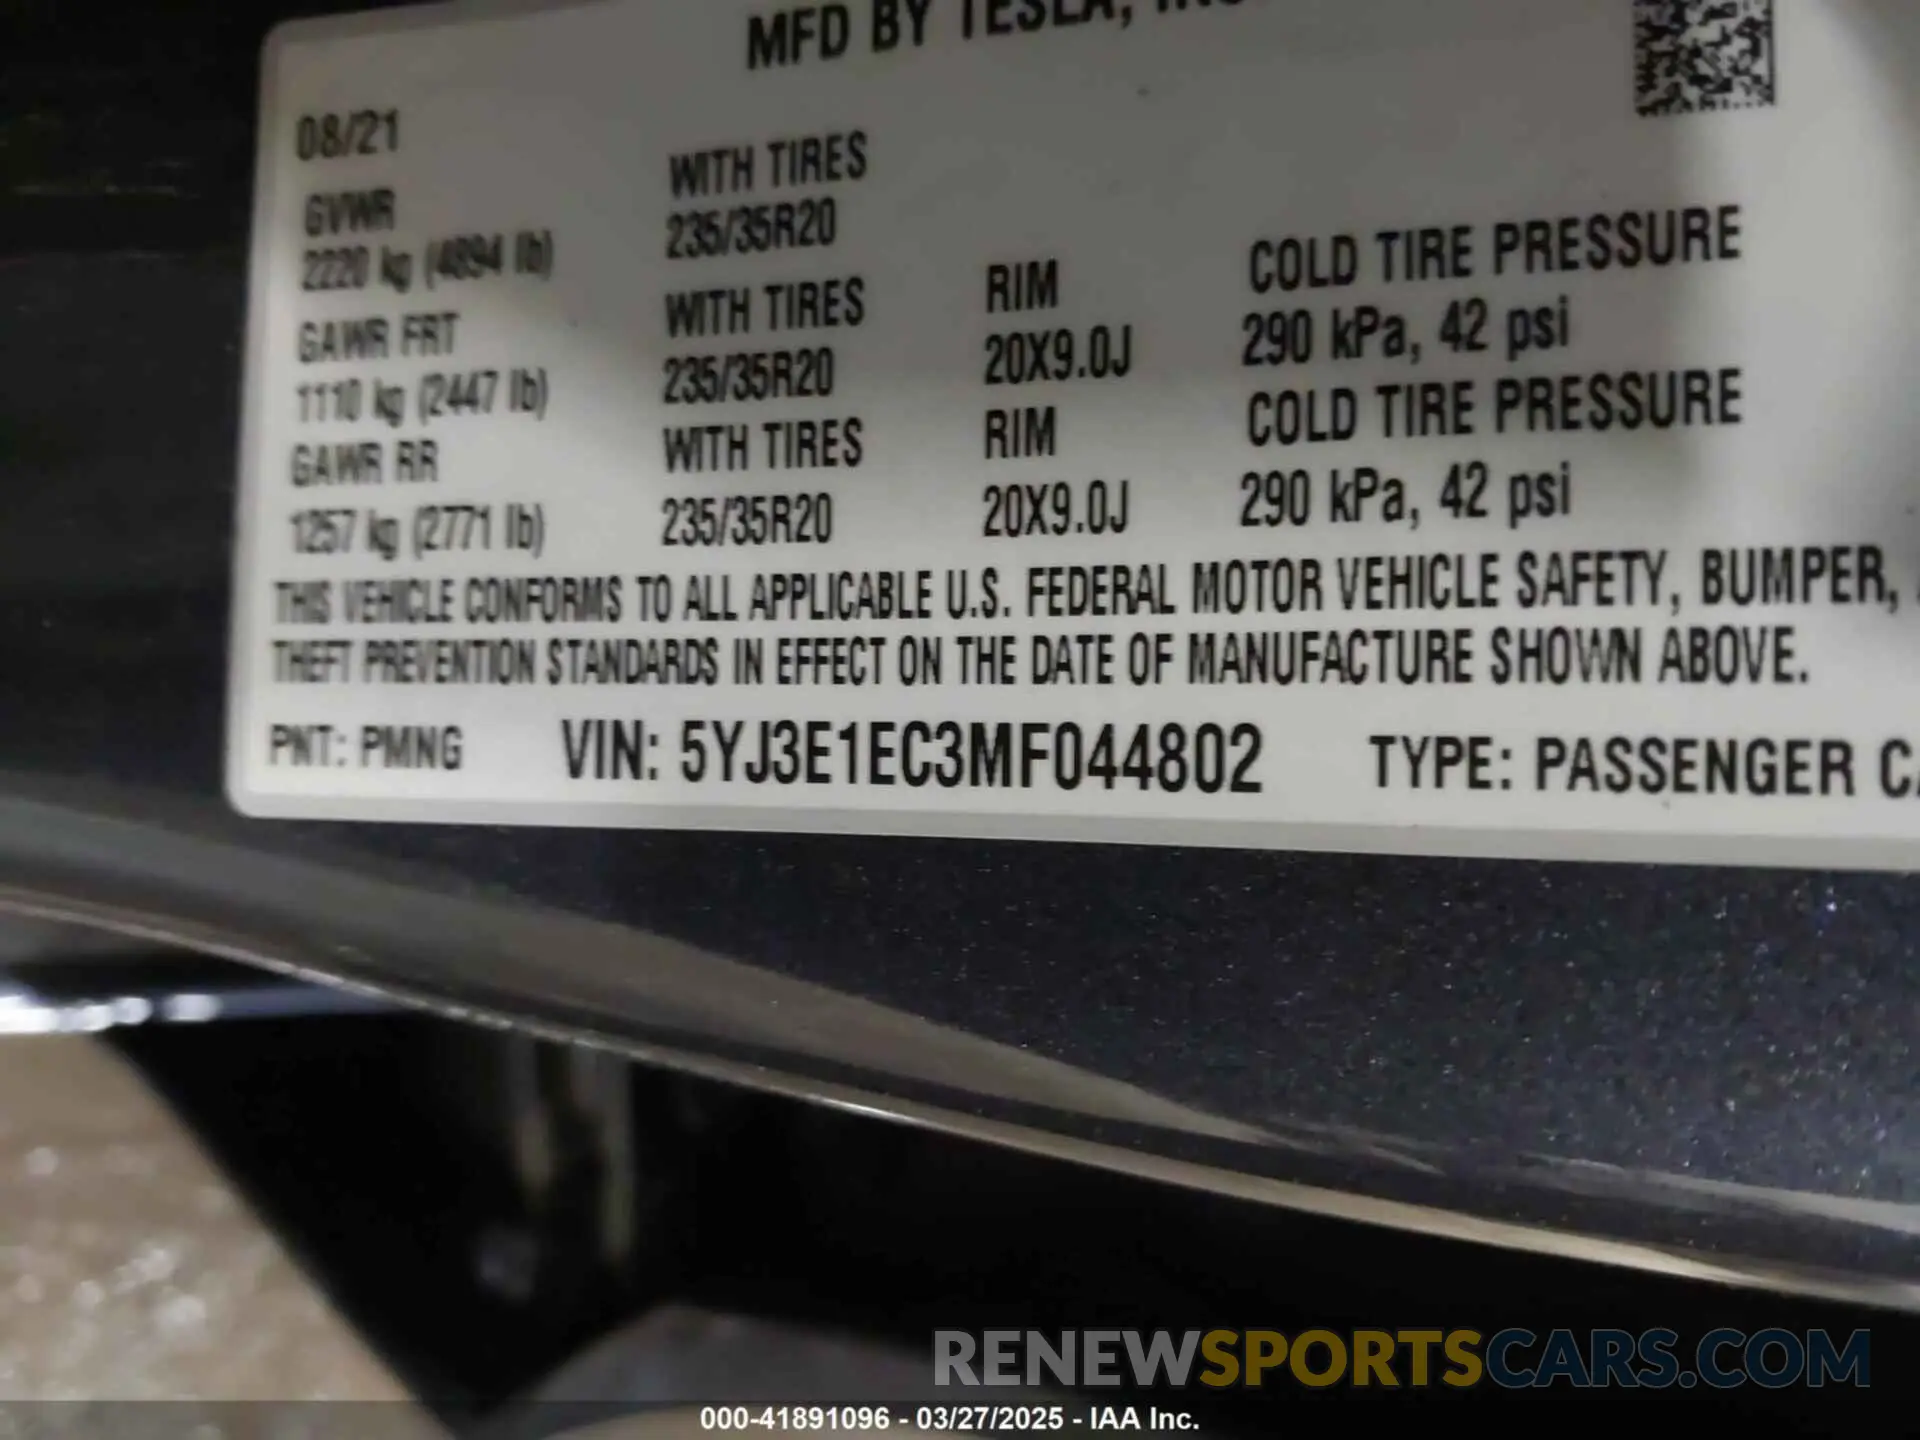 MFD BY TESLA, INC
08/21
GVWR
2220 kg (4894 lb)
WITH TIRES
235/35R20
GAWR FRT
1110 kg (2447 lb)
WITH TIRES
235/35R20
RIM
20X9.0J
COLD TIRE PRESSURE
290 kPa, 42 psi
GAWR RR
1257 kg (2771 lb)
WITH TIRES
235/35R20
RIM
20X9.0J
COLD TIRE PRESSURE
290 kPa, 42 psi
THIS VEHICLE CONFORMS TO ALL APPLICABLE U.S. FEDERAL MOTOR VEHICLE SAFETY, BUMPER,
THEFT PREVENTION STANDARDS IN EFFECT ON THE DATE OF MANUFACTURE SHOWN ABOVE.
PNT: PMNG VIN: 5YJ3E1EC3MF044802 TYPE: PASSENGER
RENEWSPORTSCARS.COM
000-41891096 - 03/27/2025 - IAA Inc.